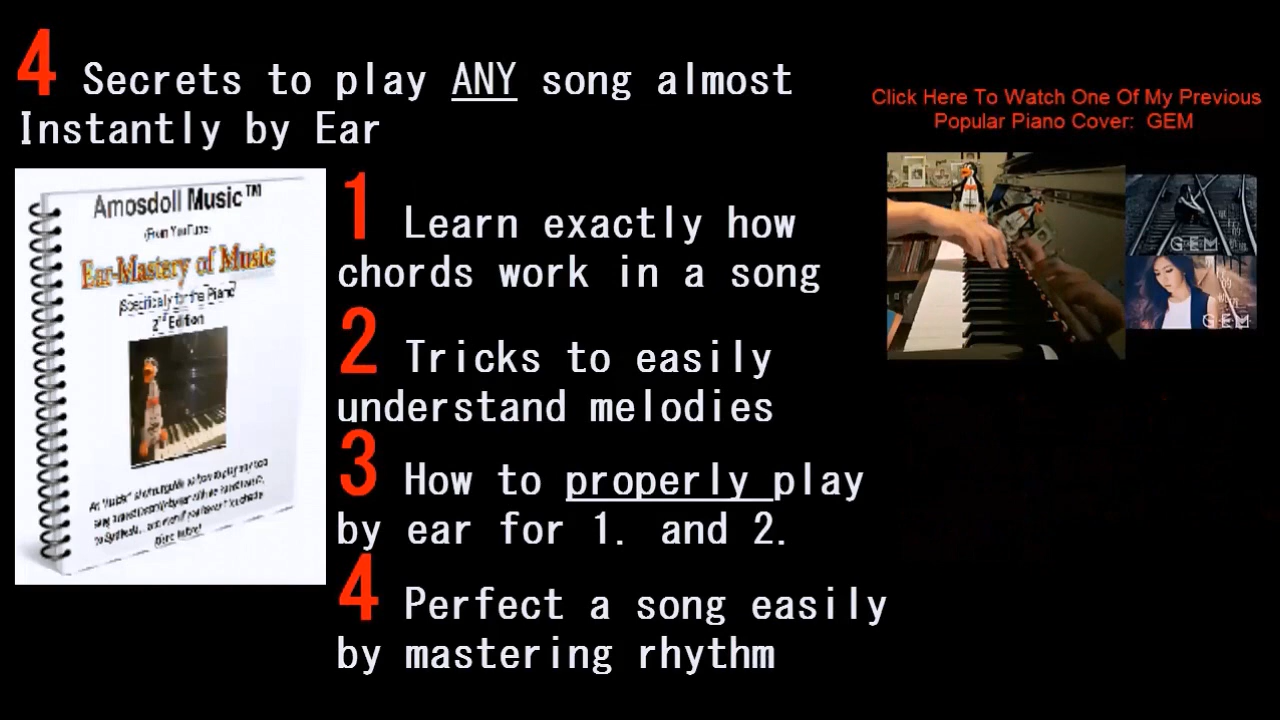 4 Secrets to play ANY song almost
Instantly by Ear
Amosdoll Music™
(From YouTube)
Ear-Mastery of Music
(Specifically for the Piano)
2nd Edition
1 Learn exactly how
chords work in a song
2 Tricks to easily
understand melodies
3 How to properly play
by ear for 1. and 2.
4 Perfect a song easily
by mastering rhythm
Click Here To Watch One Of My Previous
Popular Piano Cover: GEM
GEM
GEM